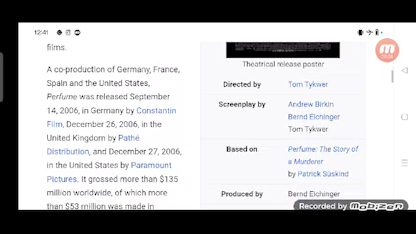 12:41
films.
A co-production of Germany, France,
Spain and the United States,
Perfume was released September
14, 2006, in Germany by Constantin
Film, December 26, 2006, in the
United Kingdom by Pathé
Distribution, and December 27, 2006,
in the United States by Paramount
Pictures. It grossed more than $135
million worldwide, of which more
than $53 million was made in
Theatrical release poster
Directed by Tom Tykwer
Screenplay by Andrew Birkin
Bernd Eichinger
Tom Tykwer
Based on Perfume: The Story of
a Murderer
by Patrick Süskind
Produced by Bernd Eichinger
Recorded by Mobizen